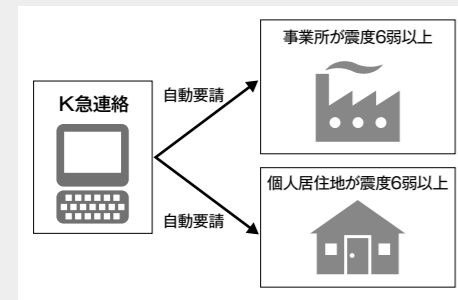 事業所が震度6弱以上
K急連絡
自動要請
個人居住地が震度6弱以上
自動要請